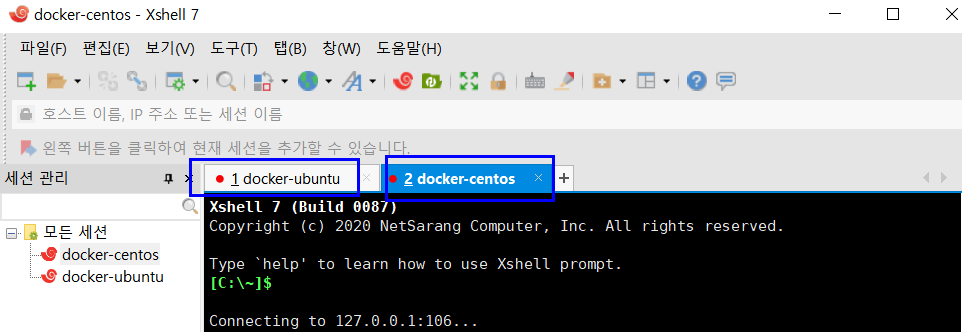 docker-centos - Xshell 7
파일(F) 편집(E) 보기(V) 도구(T) 탭(B) 창(W) 도움말(H)
호스트 이름, IP 주소 또는 세션 이름
왼쪽 버튼을 클릭하여 현재 세션을 추가할 수 있습니다.
세션 관리
1 docker-ubuntu
2 docker-centos
모든 세션
docker-centos
docker-ubuntu
Xshell 7 (Build 0087)
Copyright (c) 2020 NetSarang Computer, Inc. All rights reserved.
Type `help' to learn how to use Xshell prompt.
[C:\~]$
Connecting to 127.0.0.1:106...